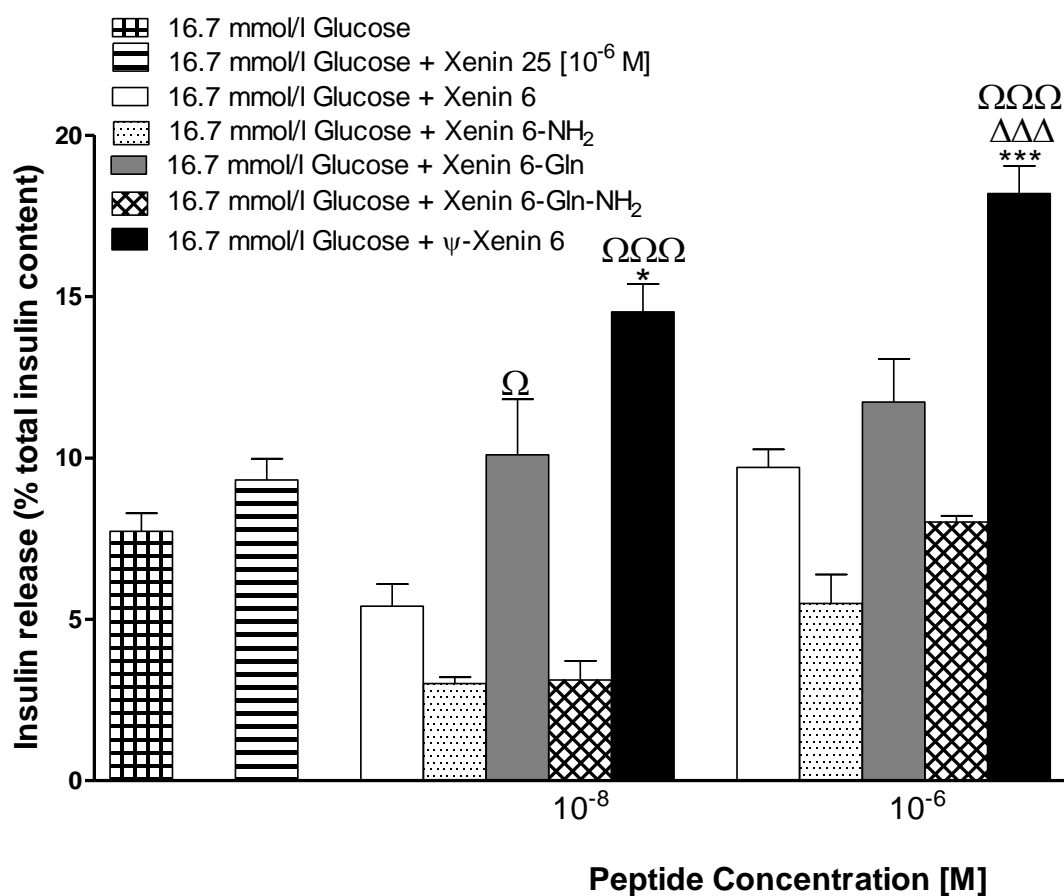 16.7 mmol/l Glucose
16.7 mmol/l Glucose + Xenin 25 [10⁻⁶ M]
16.7 mmol/l Glucose + Xenin 6
16.7 mmol/l Glucose + Xenin 6-NH₂
16.7 mmol/l Glucose + Xenin 6-Gln
16.7 mmol/l Glucose + Xenin 6-Gln-NH₂
16.7 mmol/l Glucose + ψ-Xenin 6
ΩΩΩ
ΔΔΔ
***
ΩΩΩ
*
Ω
20
15
10
5
0
Insulin release (% total insulin content)
10⁻⁸
10⁻⁶
Peptide Concentration [M]